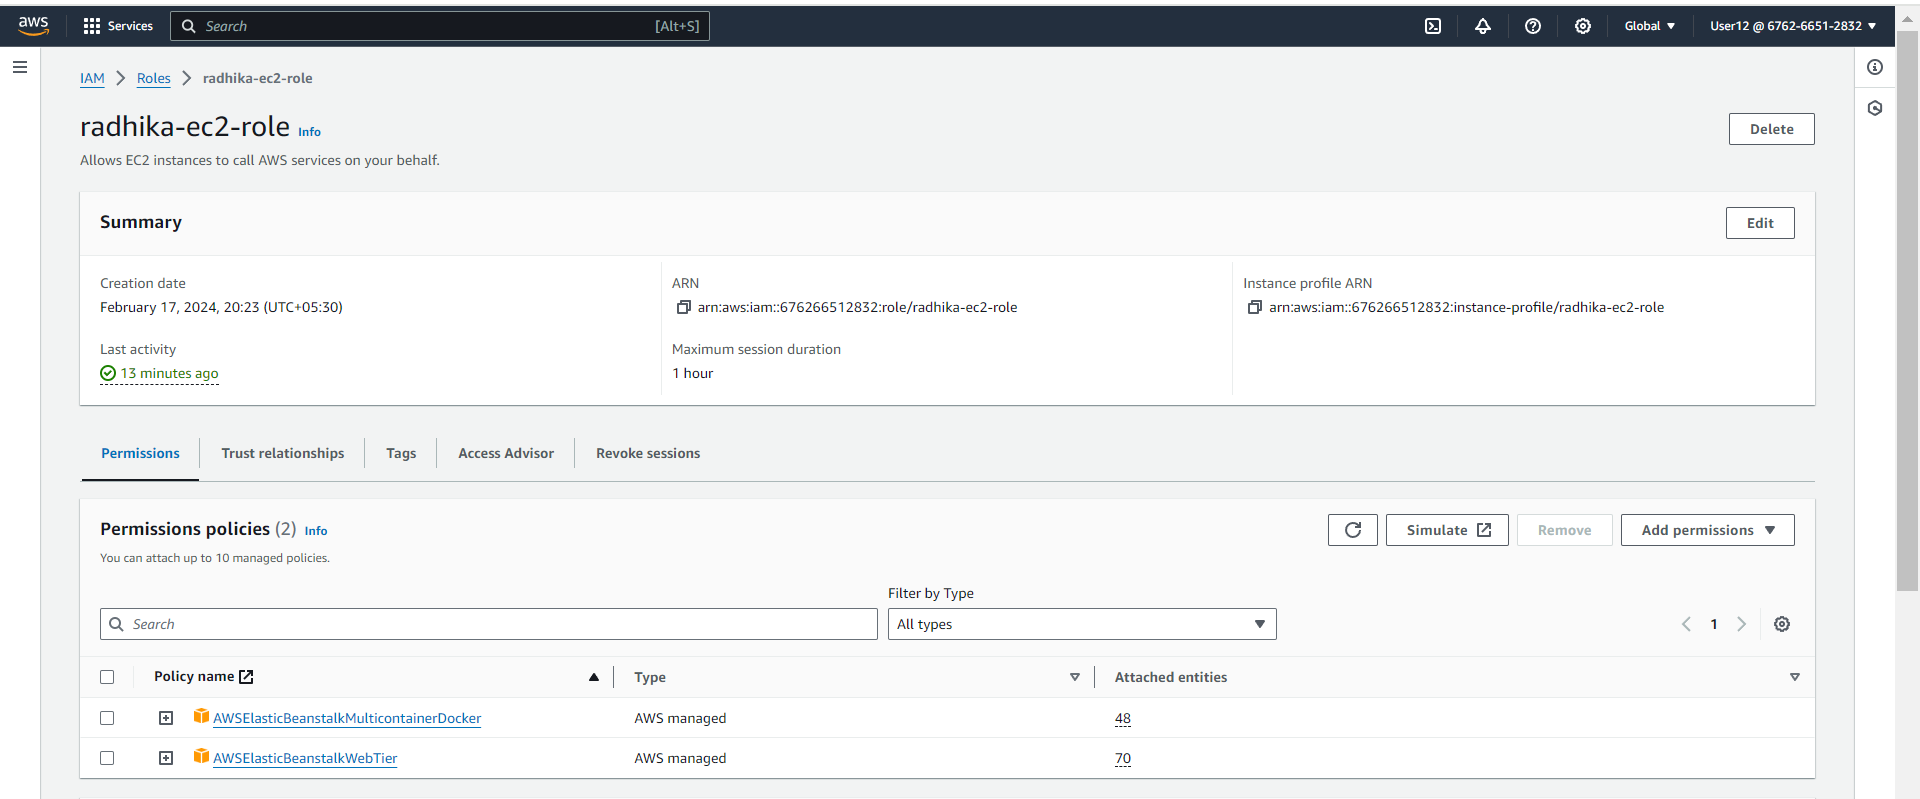 aws Services Search [Alt+S] Global User12 @ 6762-6651-2832
IAM Roles radhika-ec2-role
radhika-ec2-role Info
Delete
Allows EC2 instances to call AWS services on your behalf.
Summary
Edit
Creation date
February 17, 2024, 20:23 (UTC+05:30)
Last activity
13 minutes ago
ARN
arn:aws:iam::676266512832:role/radhika-ec2-role
Maximum session duration
1 hour
Instance profile ARN
arn:aws:iam::676266512832:instance-profile/radhika-ec2-role
Permissions Trust relationships Tags Access Advisor Revoke sessions
Permissions policies (2) Info
Simulate Remove Add permissions
You can attach up to 10 managed policies.
Filter by Type
Search All types 1
Policy name Type Attached entities
AWSElasticBeanstalkMulticontainerDocker AWS managed 48
AWSElasticBeanstalkWebTier AWS managed 70